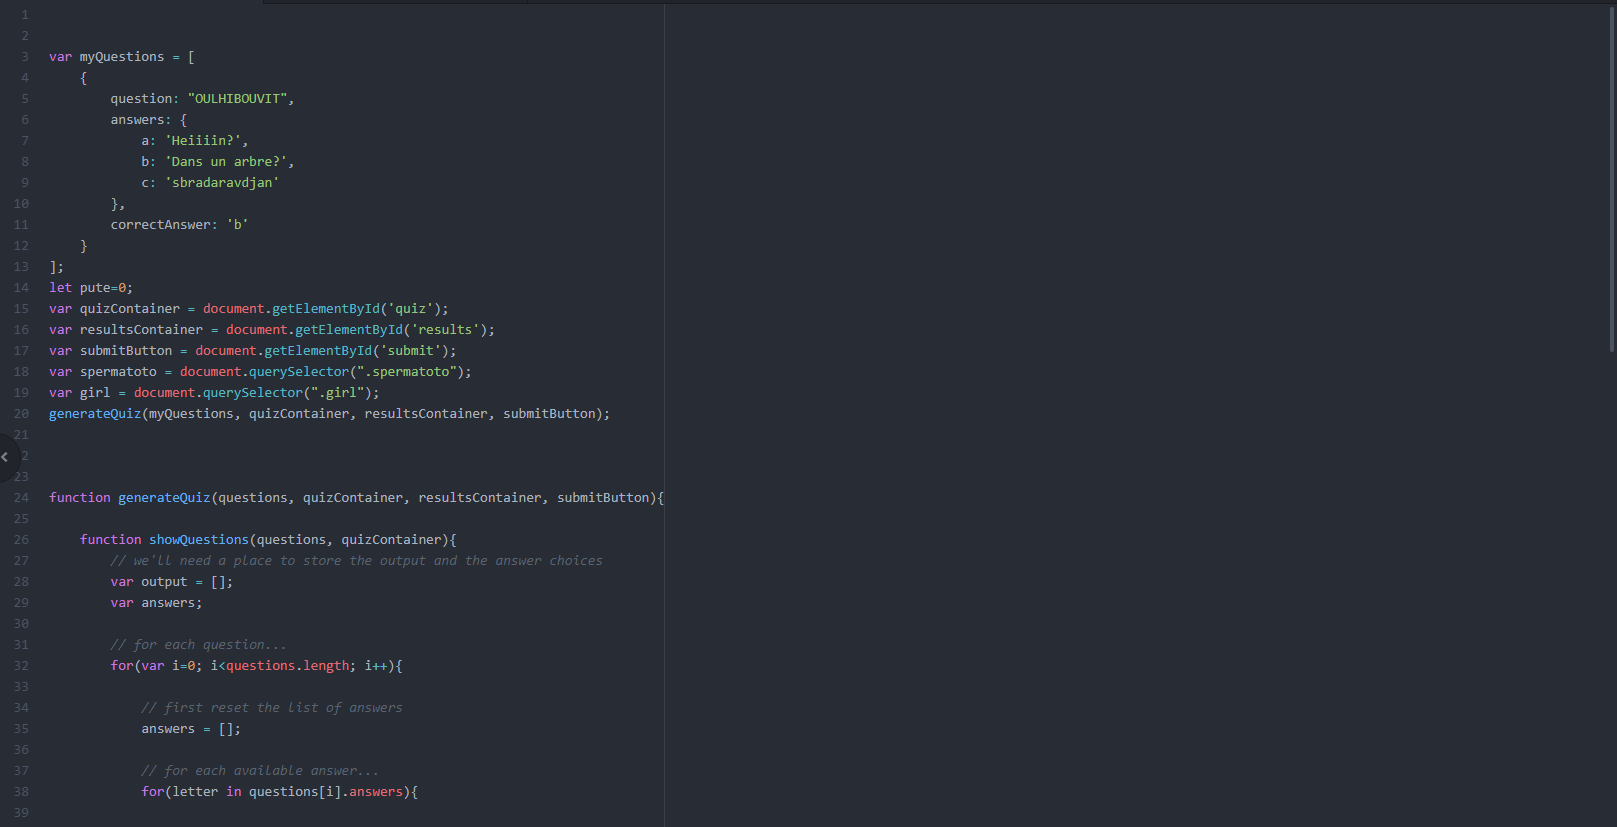 1
2
3 var myQuestions = [
4 {
5 question: "OULHIBOUVIT",
6 answers: {
7 a: 'Heiiiin?',
8 b: 'Dans un arbre?',
9 c: 'sbradaravdjan'
10 },
11 correctAnswer: 'b'
12 }
13 ];
14 let pute=0;
15 var quizContainer = document.getElementById('quiz');
16 var resultsContainer = document.getElementById('results');
17 var submitButton = document.getElementById('submit');
18 var spermatoto = document.querySelector(".spermatoto");
19 var girl = document.querySelector(".girl");
20 generateQuiz(myQuestions, quizContainer, resultsContainer, submitButton);
21
2
23
24 function generateQuiz(questions, quizContainer, resultsContainer, submitButton){
25
26 function showQuestions(questions, quizContainer){
27 // we'll need a place to store the output and the answer choices
28 var output = [];
29 var answers;
30
31 // for each question...
32 for(var i=0; i<questions.length; i++){
33
34 // first reset the list of answers
35 answers = [];
36
37 // for each available answer...
38 for(letter in questions[i].answers){
39